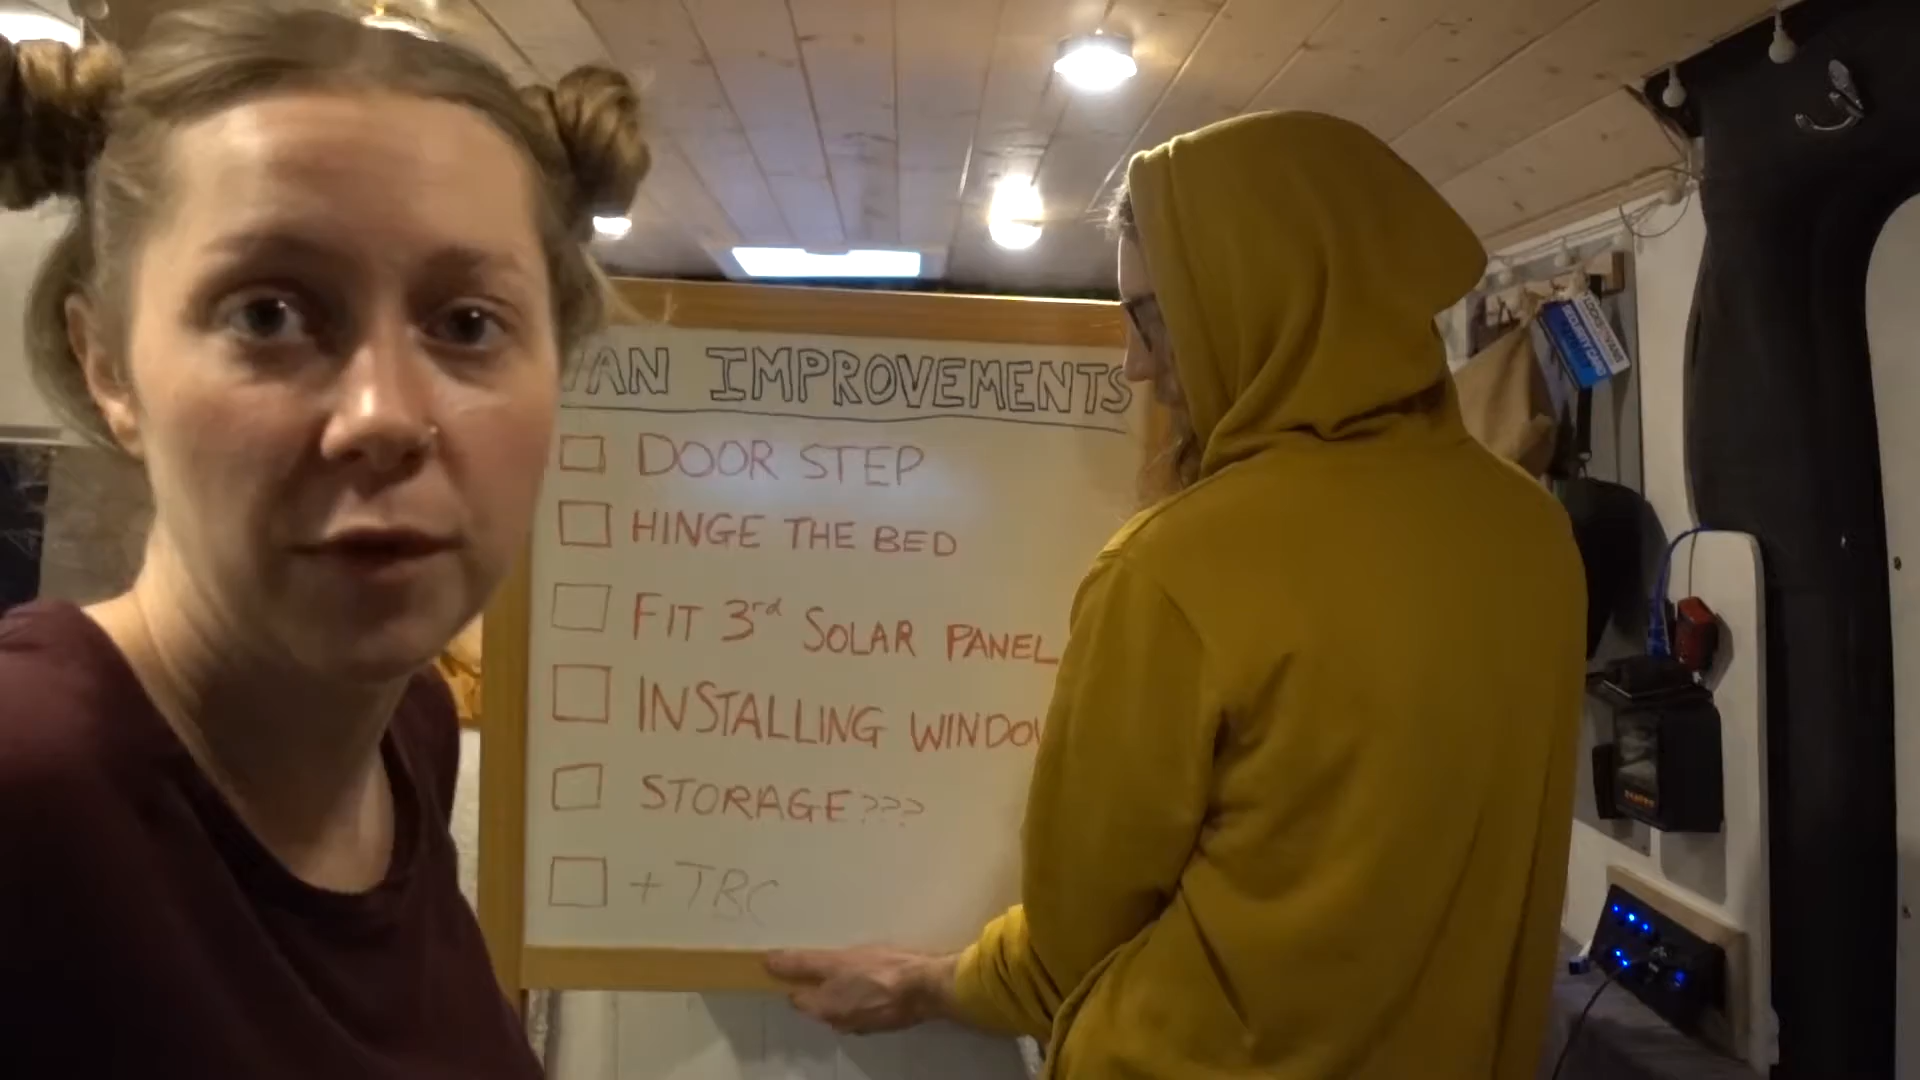 VAN IMPROVEMENTS
DOOR STEP
HINGE THE BED
FIT 3rd SOLAR PANEL
INSTALLING WINDOW
STORAGE???
+ TBC